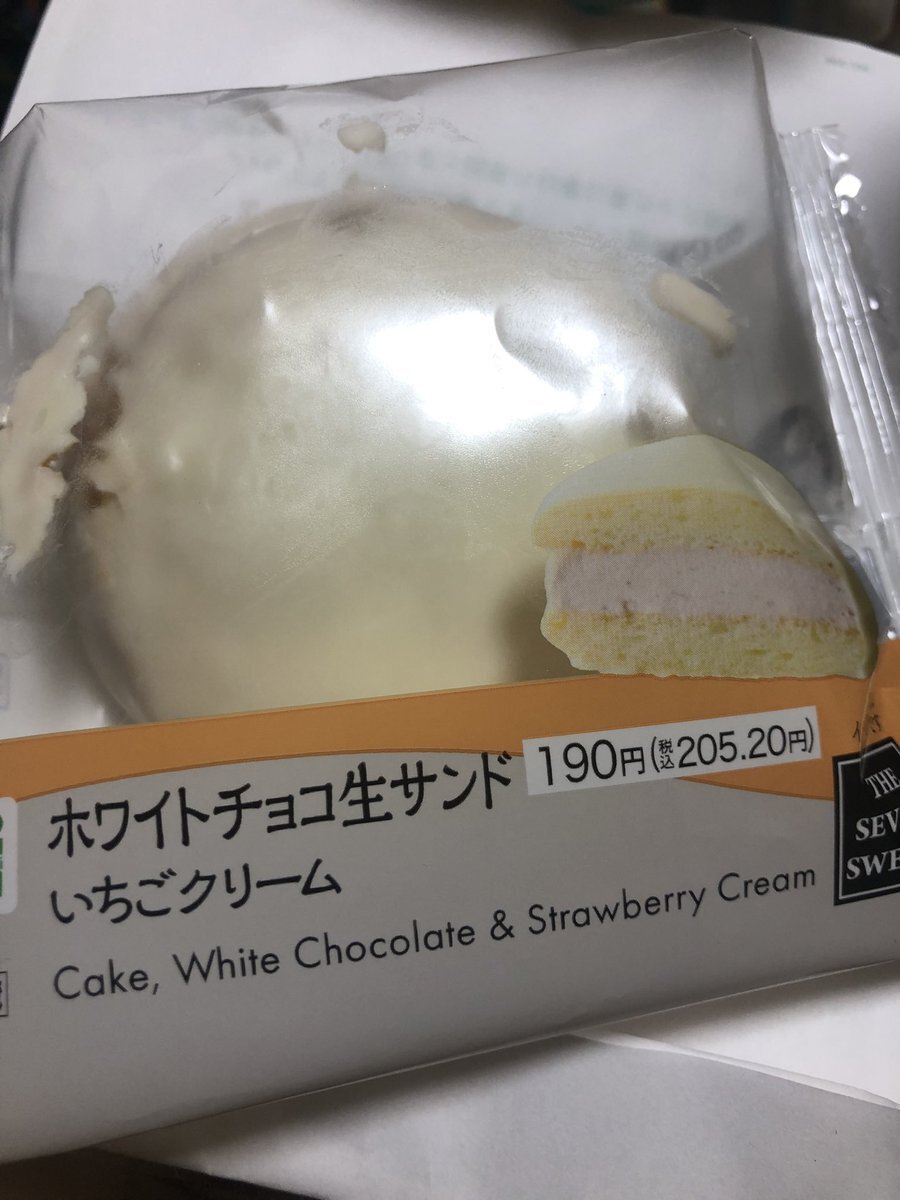 190円(税込205.20円)
ホワイトチョコ生サンド
いちごクリーム
Cake, White Chocolate & Strawberry Cream
THE
SEV
SWE